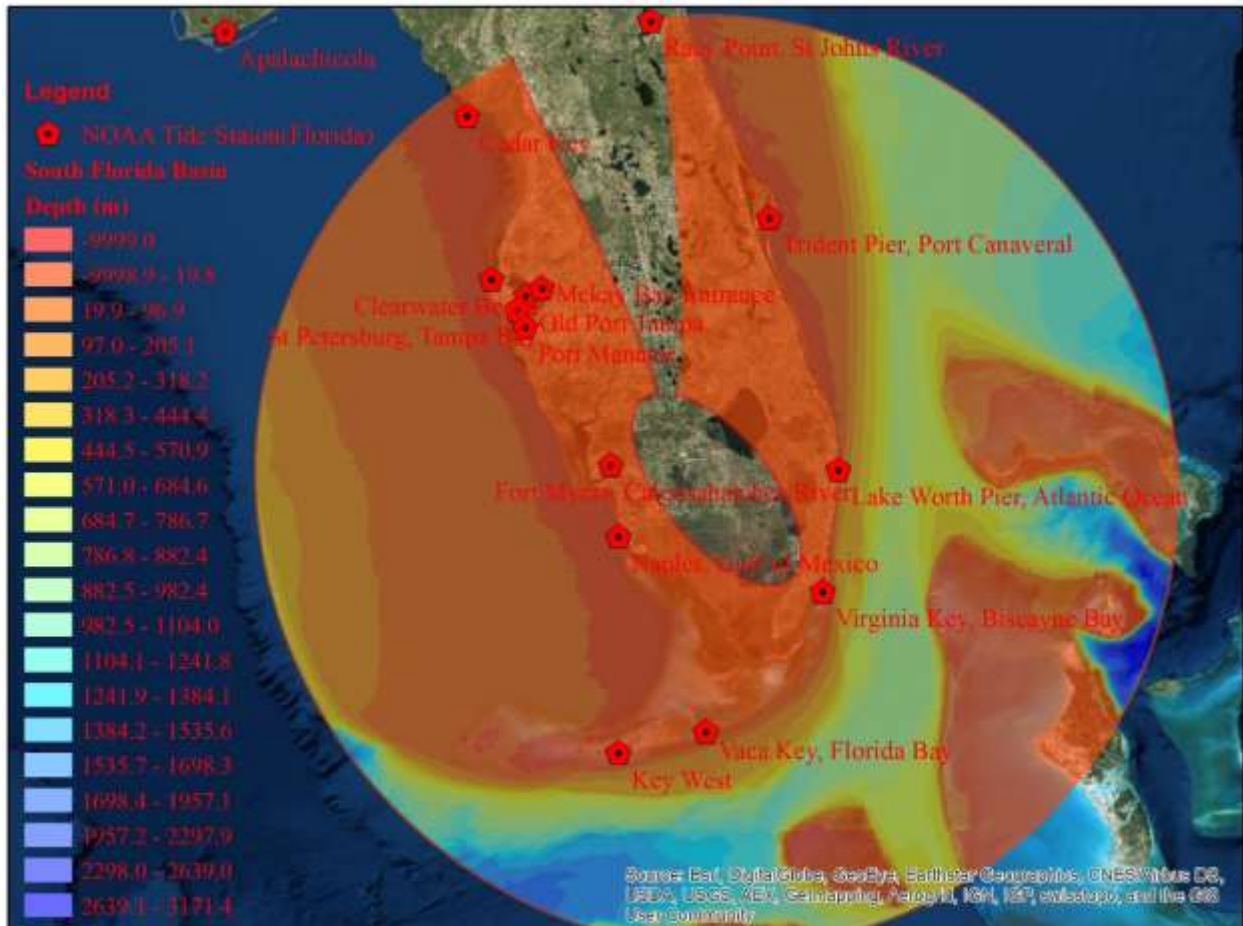 Apalachicola
Racy Point, St Johns River
Legend
NOAA Tide Staion(Florida)
Cedar Key
South Florida Basin
Depth (m)
-9999.0
-9998.9 - 19.8
19.9 - 96.9
97.0 - 205.1
205.2 - 318.2
318.3 - 444.4
444.5 - 570.9
571.0 - 684.6
684.7 - 786.7
786.8 - 882.4
882.5 - 982.4
982.5 - 1104.0
1104.1 - 1241.8
1241.9 - 1384.1
1384.2 - 1535.6
1535.7 - 1698.3
1698.4 - 1957.1
1957.2 - 2297.9
2298.0 - 2639.0
2639.1 - 3171.4
Trident Pier, Port Canaveral
Mckay Bay Entrance
Clearwater Be
Old Port Tampa
St Petersburg, Tampa B
Port Manatee
Fort Myers, Caloosahatchee River
Lake Worth Pier, Atlantic Ocean
Naples, Gulf of Mexico
Virginia Key, Biscayne Bay
Vaca Key, Florida Bay
Key West
Source: Esri, DigitalGlobe, GeoEye, Earthstar Geographics, CNES/Airbus DS,
USDA, USGS, AEX, Getmapping, Aerogrid, IGN, IGP, swisstopo, and the GIS
User Community